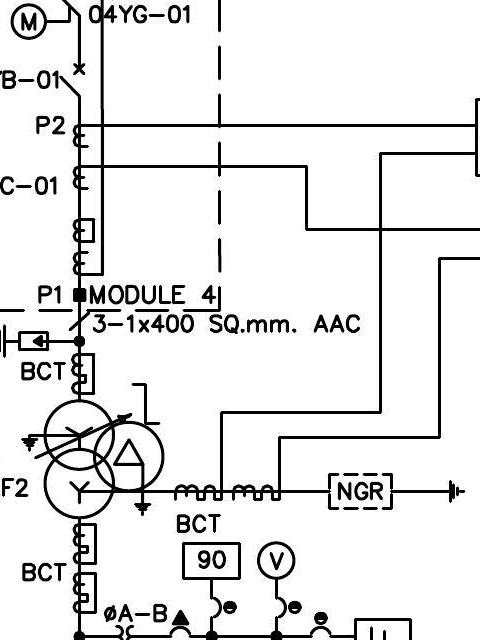 M
04YG-01
B-01
P2
C-01
P1
MODULE 4
3-1x400 SQ.mm. AAC
BCT
F2
NGR
BCT
90
V
BCT
øA-B